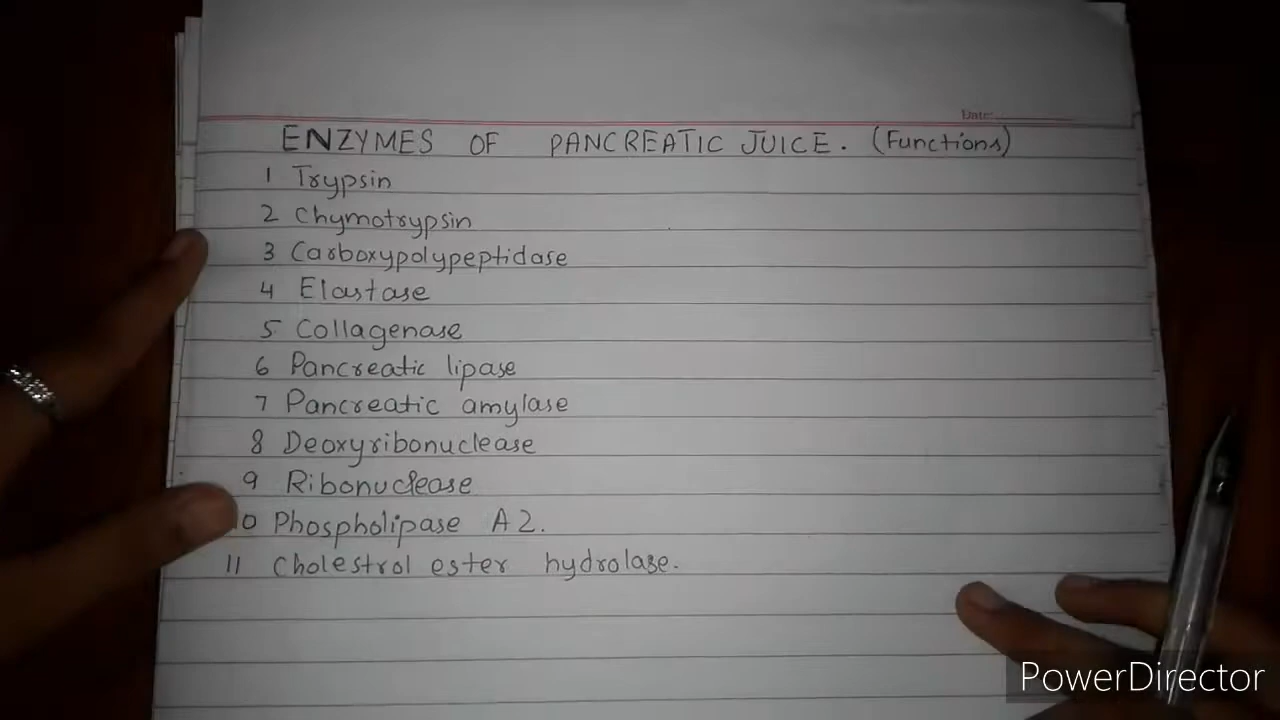 Date:
ENZYMES OF PANCREATIC JUICE. (Functions)
1 Trypsin
2 Chymotrypsin
3 Carboxypolypeptidase
4 Elastase
5 Collagenase
6 Pancreatic lipase
7 Pancreatic amylase
8 Deoxyribonuclease
9 Ribonuclease
10 Phospholipase A2.
11 Cholestrol ester hydrolase.
PowerDirector